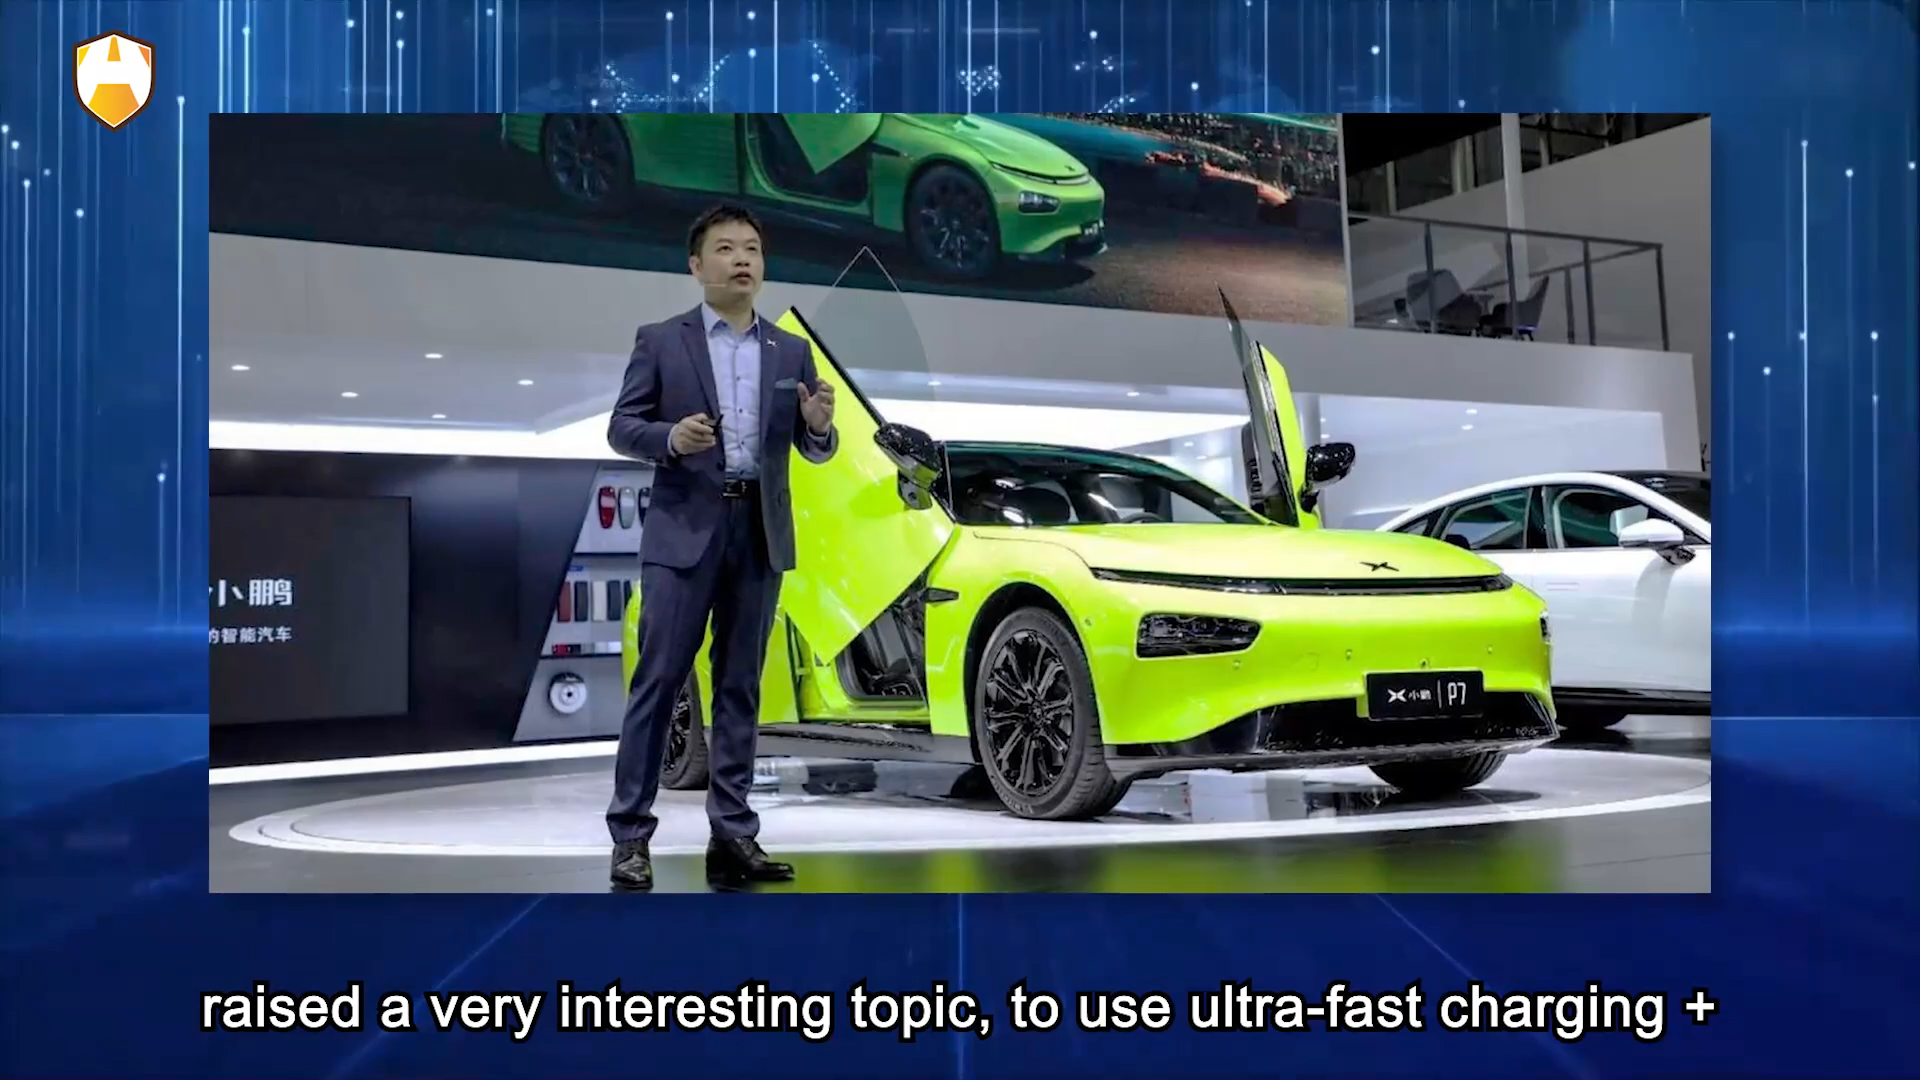 小鹏
的智能汽车
小鹏 P7
raised a very interesting topic, to use ultra-fast charging +